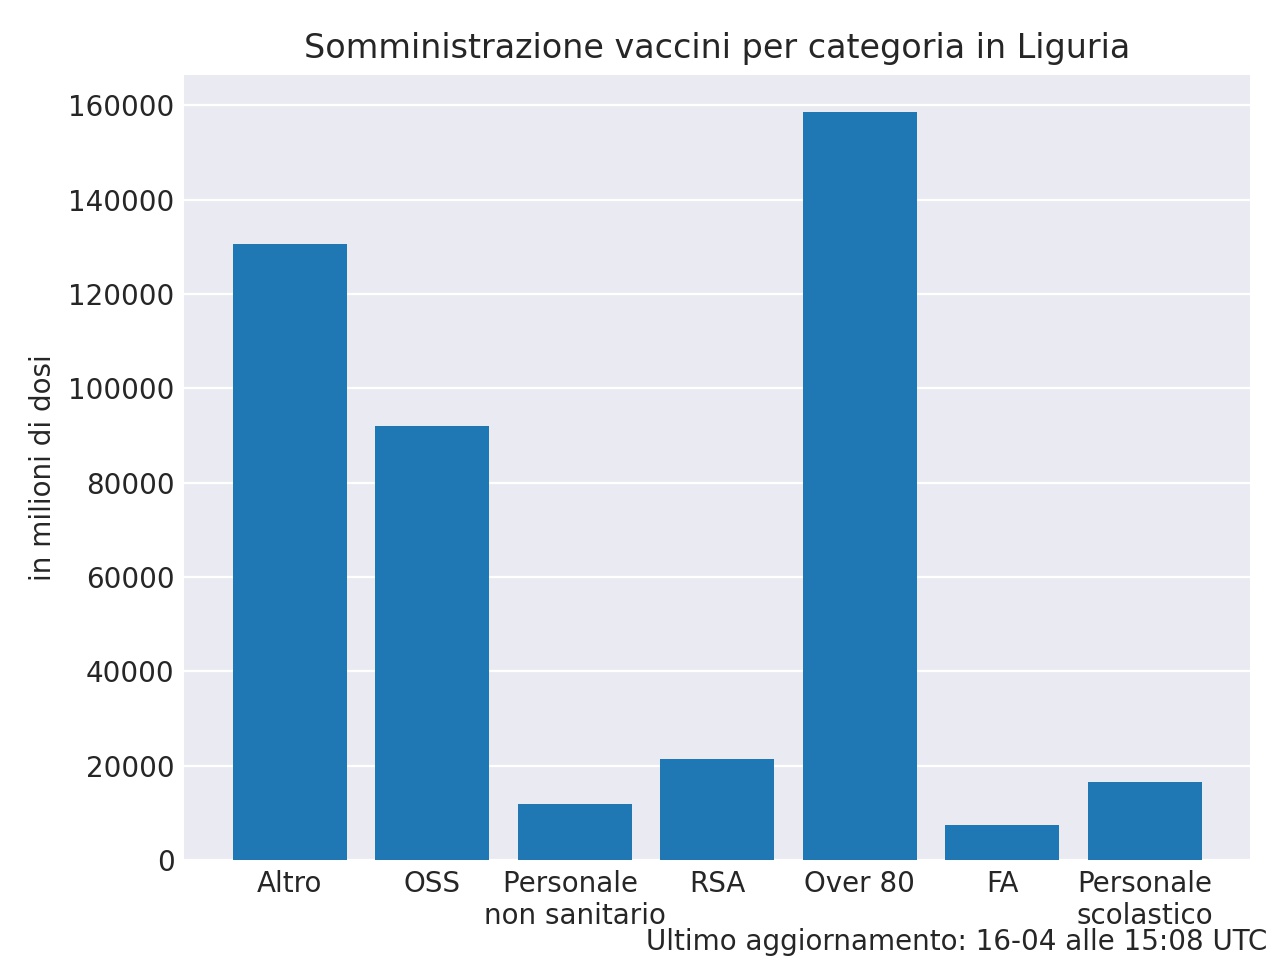 Somministrazione vaccini per categoria in Liguria
in milioni di dosi
160000
140000
120000
100000
80000
60000
40000
20000
0
Altro
OSS
Personale
non sanitario
RSA
Over 80
FA
Personale
scolastico
Ultimo aggiornamento: 16-04 alle 15:08 UTC